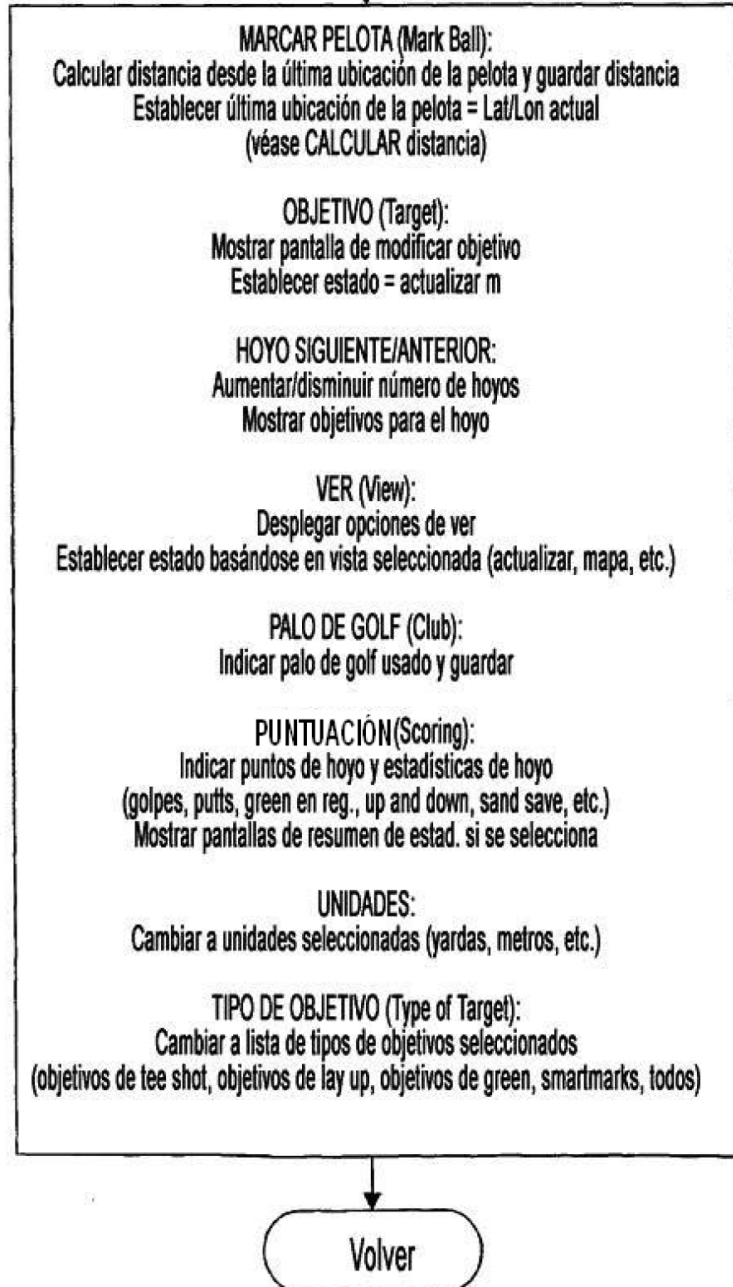 MARCAR PELOTA (Mark Ball):
Calcular distancia desde la última ubicación de la pelota y guardar distancia
Establecer última ubicación de la pelota = Lat/Lon actual
(véase CALCULAR distancia)
OBJETIVO (Target):
Mostrar pantalla de modificar objetivo
Establecer estado = actualizar m
HOYO SIGUIENTE/ANTERIOR:
Aumentar/disminuir número de hoyos
Mostrar objetivos para el hoyo
VER (View):
Desplegar opciones de ver
Establecer estado basándose en vista seleccionada (actualizar, mapa, etc.)
PALO DE GOLF (Club):
Indicar palo de golf usado y guardar
PUNTUACIÓN (Scoring):
Indicar puntos de hoyo y estadísticas de hoyo
(golpes, putts, green en reg., up and down, sand save, etc.)
Mostrar pantallas de resumen de estad. si se selecciona
UNIDADES:
Cambiar a unidades seleccionadas (yardas, metros, etc.)
TIPO DE OBJETIVO (Type of Target):
Cambiar a lista de tipos de objetivos seleccionados
(objetivos de tee shot, objetivos de lay up, objetivos de green, smartmarks, todos)
Volver